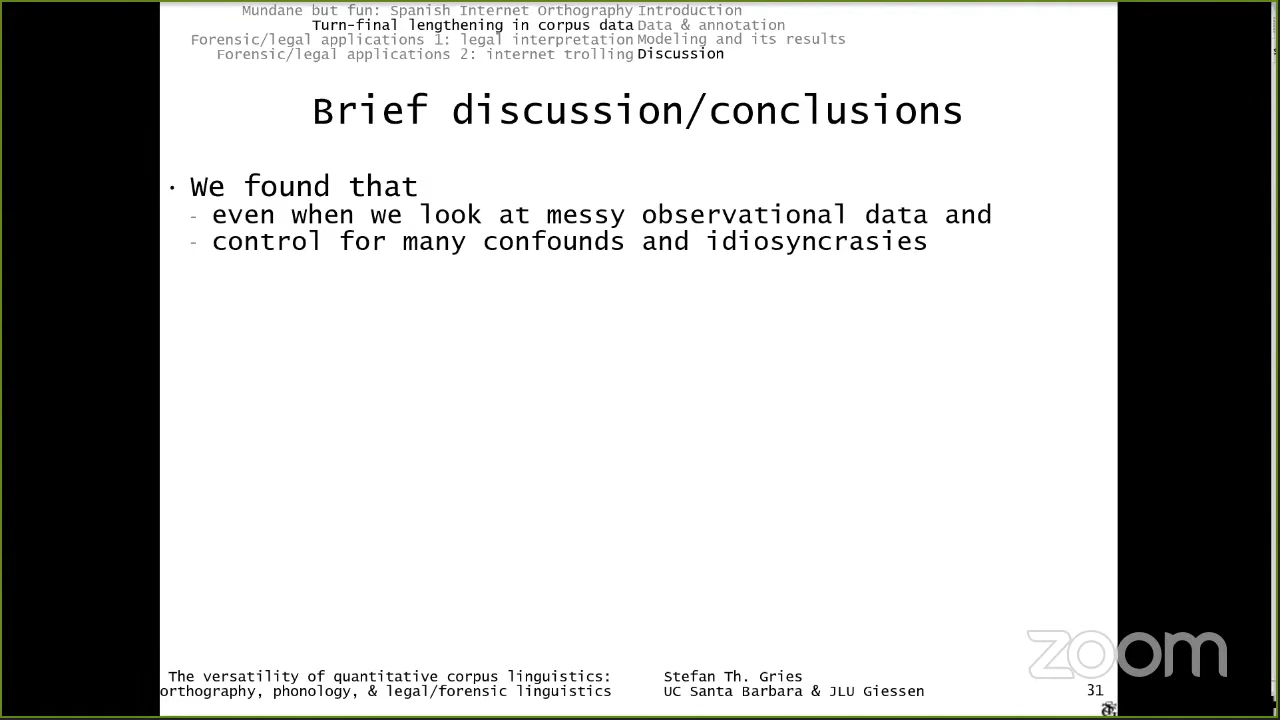 Mundane but fun: Spanish Internet Orthography Introduction
Turn-final lengthening in corpus data Data & annotation
Forensic/legal applications 1: legal interpretation Modeling and its results
Forensic/legal applications 2: internet trolling Discussion
Brief discussion/conclusions
· We found that
- even when we look at messy observational data and
- control for many confounds and idiosyncrasies
zoom
The versatility of quantitative corpus linguistics: Stefan Th. Gries
orthography, phonology, & legal/forensic linguistics UC Santa Barbara & JLU Giessen 31